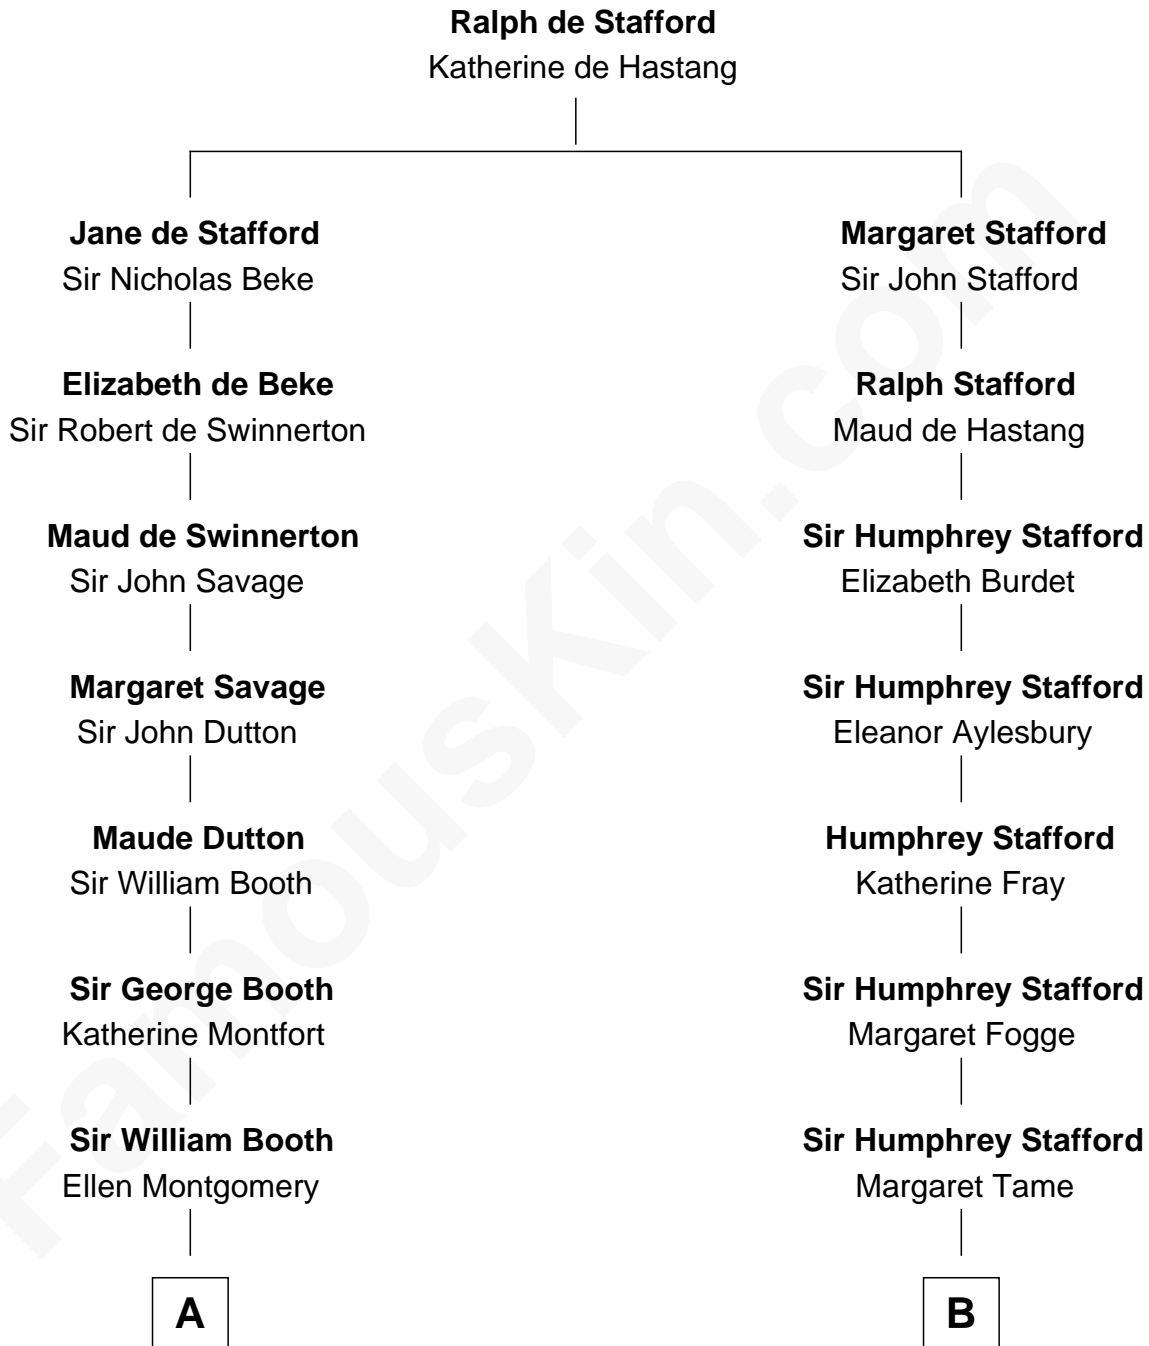 Ralph de Stafford
Katherine de Hastang
Jane de Stafford
Sir Nicholas Beke
Margaret Stafford
Sir John Stafford
Elizabeth de Beke
Sir Robert de Swinnerton
Ralph Stafford
Maud de Hastang
Maud de Swinnerton
Sir John Savage
Sir Humphrey Stafford
Elizabeth Burdet
Margaret Savage
Sir John Dutton
Sir Humphrey Stafford
Eleanor Aylesbury
Maude Dutton
Sir William Booth
Humphrey Stafford
Katherine Fray
Sir George Booth
Katherine Montfort
Sir Humphrey Stafford
Margaret Fogge
Sir William Booth
Ellen Montgomery
Sir Humphrey Stafford
Margaret Tame
A
B
FamousKin.com